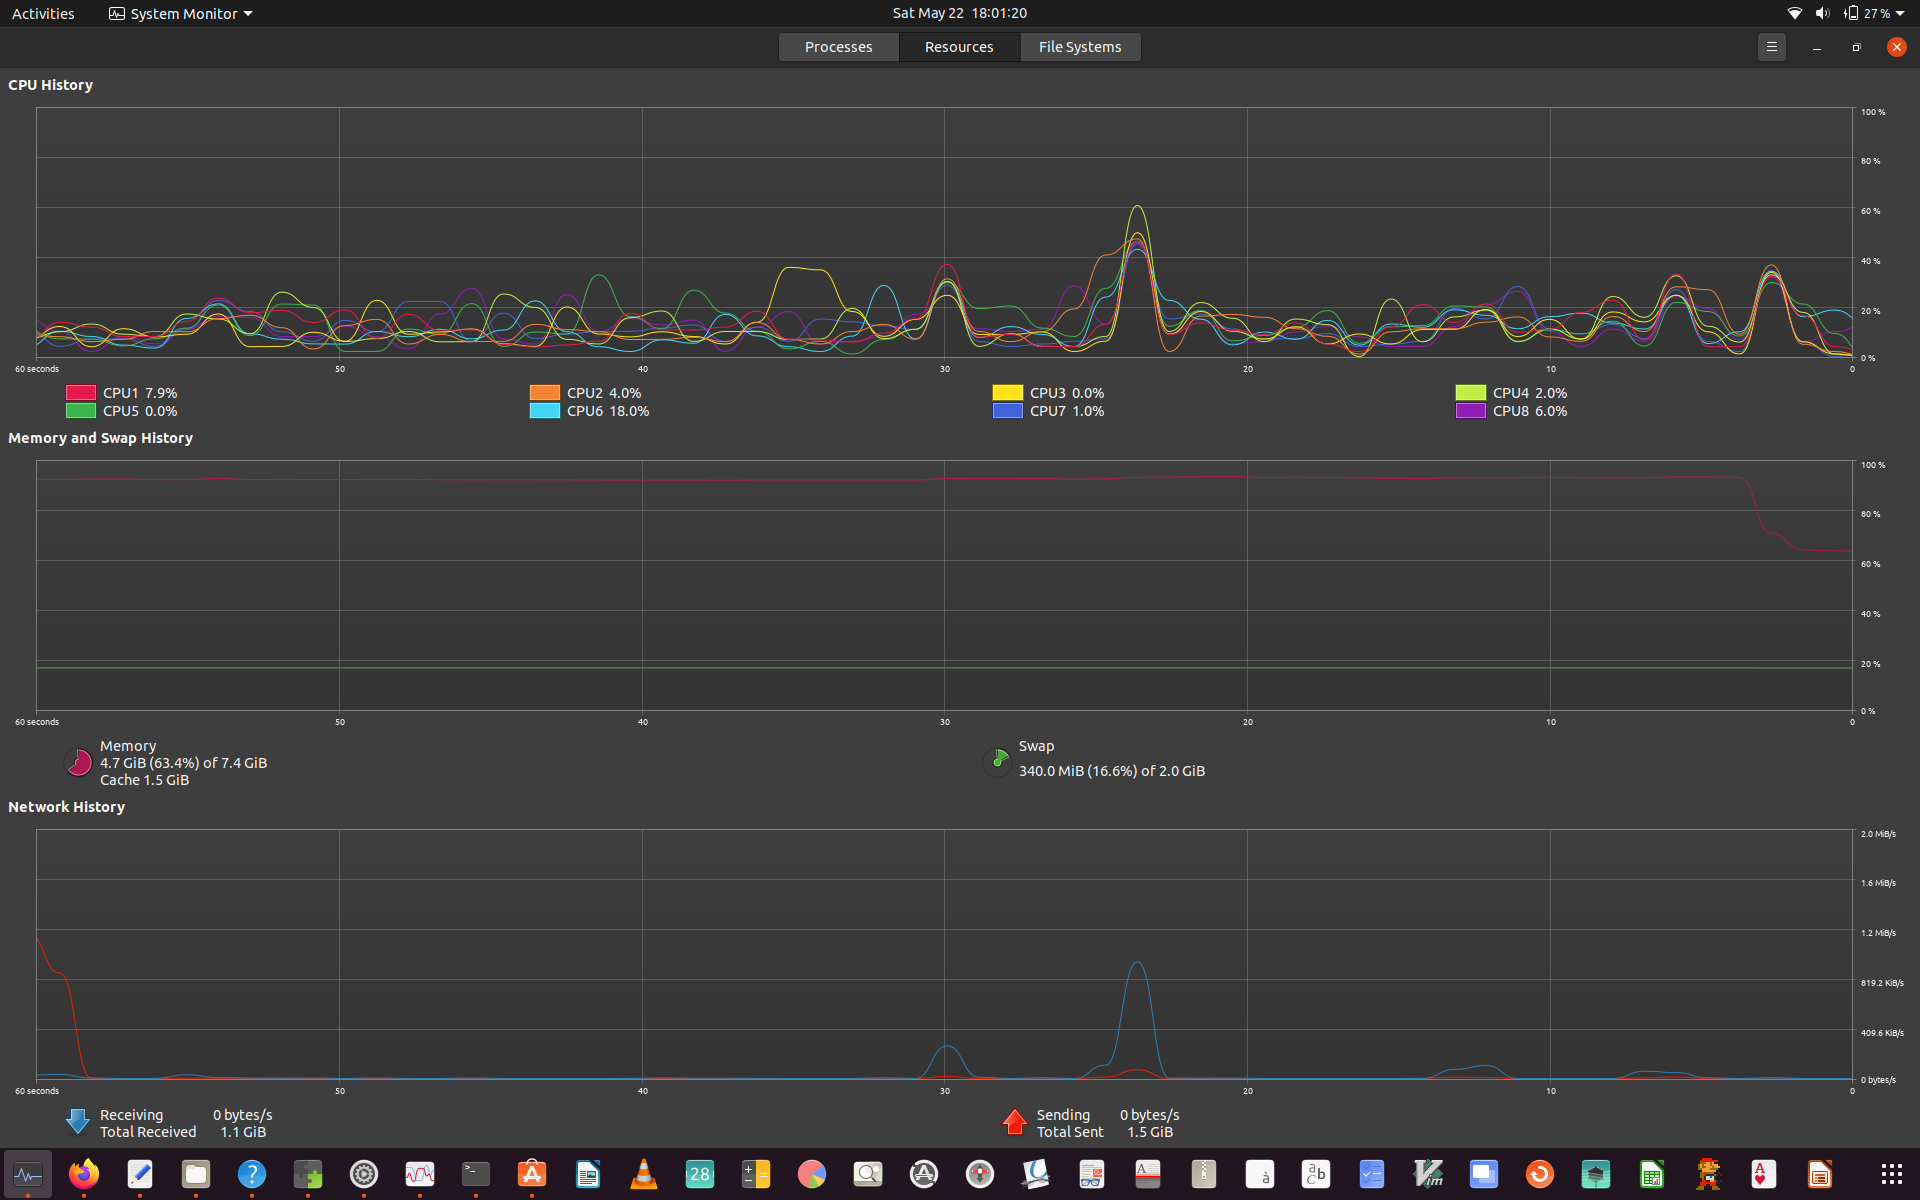 Activities System Monitor Sat May 22 18:01:20 27 %
Processes Resources File Systems
CPU History
100 %
80 %
60 %
40 %
20 %
0 %
60 seconds 50 40 30 20 10 0
CPU1 7.9% CPU2 4.0% CPU3 0.0% CPU4 2.0%
CPU5 0.0% CPU6 18.0% CPU7 1.0% CPU8 6.0%
Memory and Swap History
100 %
80 %
60 %
40 %
20 %
0 %
60 seconds 50 40 30 20 10 0
Memory
4.7 GiB (63.4%) of 7.4 GiB
Cache 1.5 GiB
Swap
340.0 MiB (16.6%) of 2.0 GiB
Network History
2.0 MiB/s
1.6 MiB/s
1.2 MiB/s
819.2 KiB/s
409.6 KiB/s
0 bytes/s
60 seconds 50 40 30 20 10 0
Receiving 0 bytes/s
Total Received 1.1 GiB
Sending 0 bytes/s
Total Sent 1.5 GiB
? >_ A 28 A A à a b c Vim A